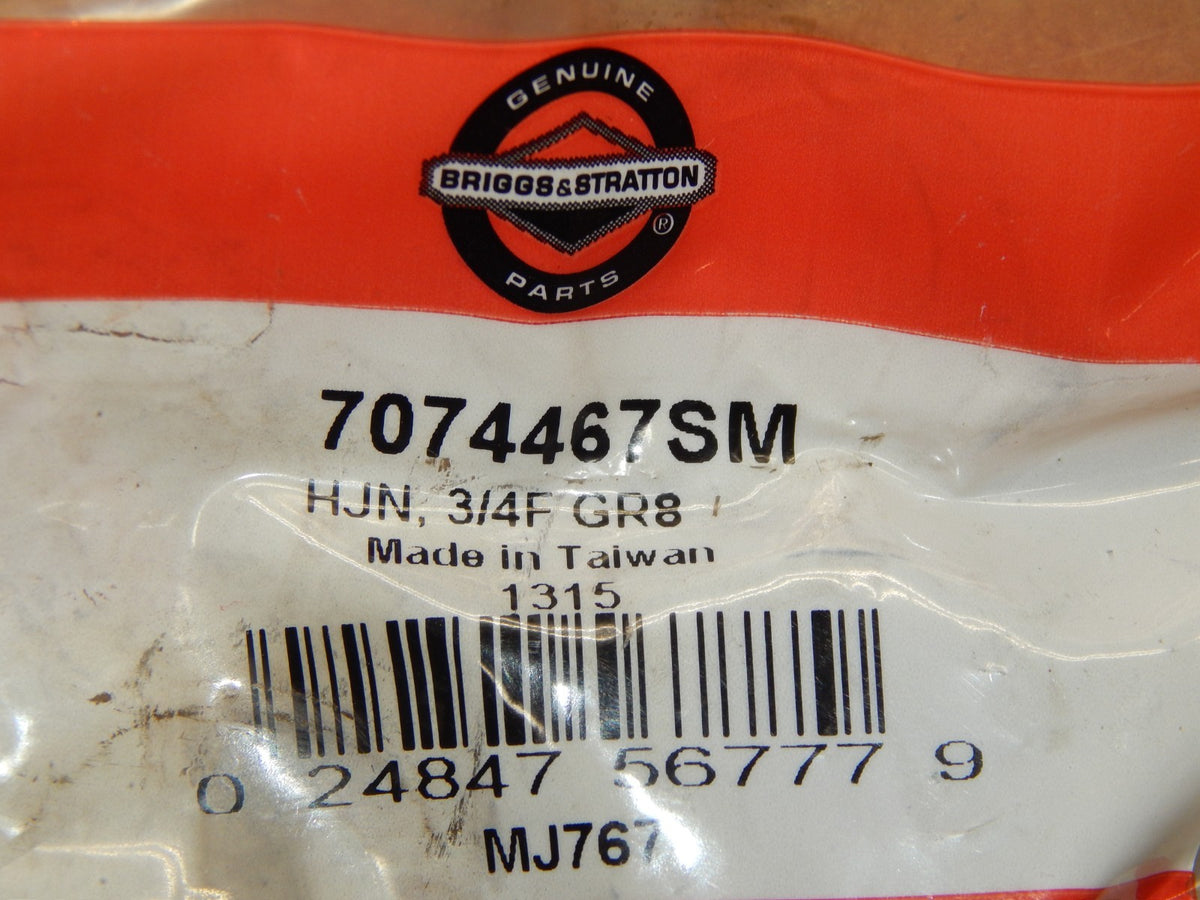 GENUINE
BRIGGS&STRATTON
®
PARTS
7074467SM
HJN, 3/4F GR8
Made in Taiwan
1315
0 24847 56777 9
MJ767